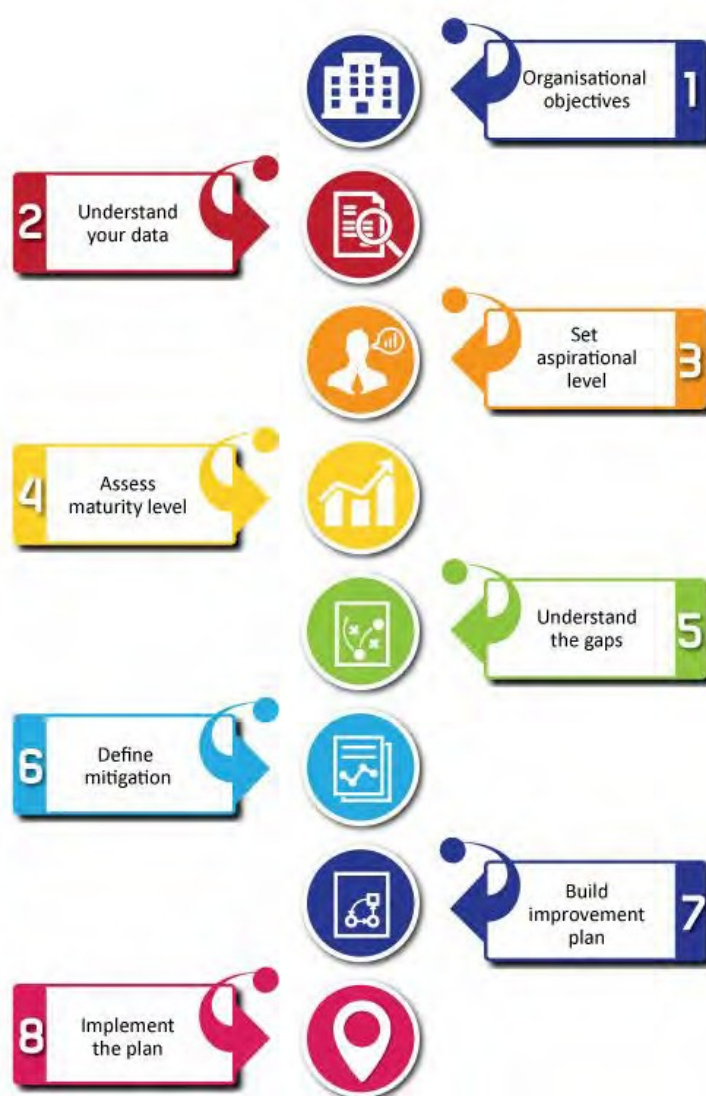 Organisational
objectives
1
2
Understand
your data
Set
aspirational
level
3
4
Assess
maturity level
Understand
the gaps
5
6
Define
mitigation
Build
improvement
plan
7
8
Implement
the plan